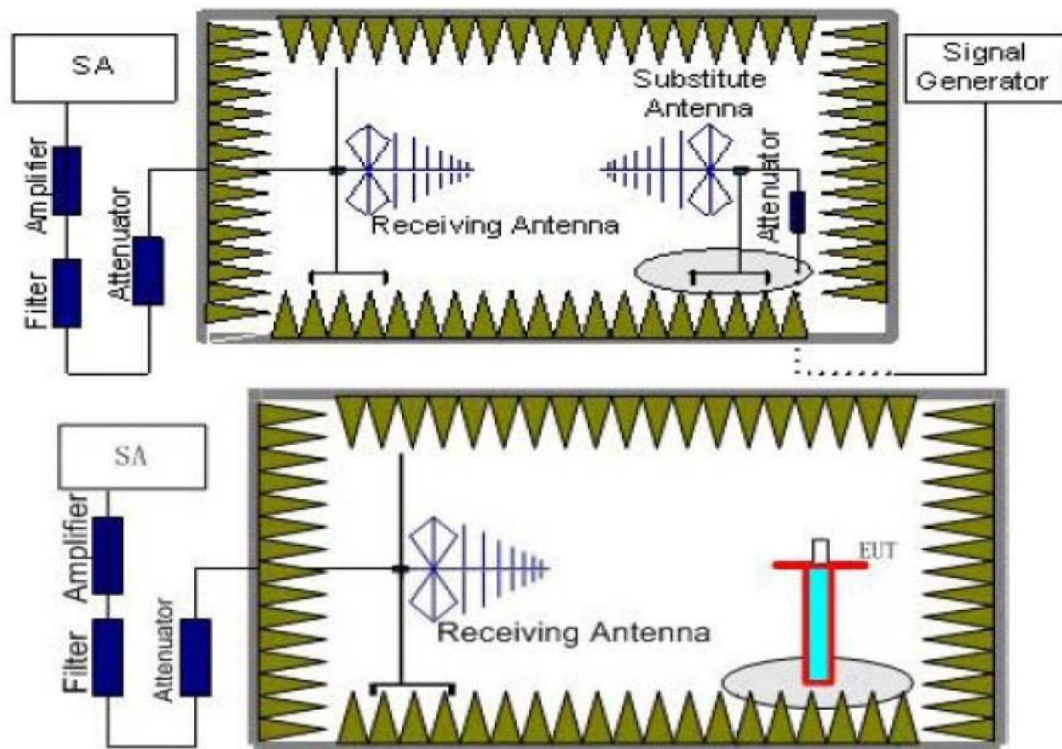 SA
Signal
Generator
Substitute
Antenna
Amplifier
Attenuator
Filter
Receiving Antenna
Attenuator
SA
Amplifier
Filter
Attenuator
Receiving Antenna
EUT